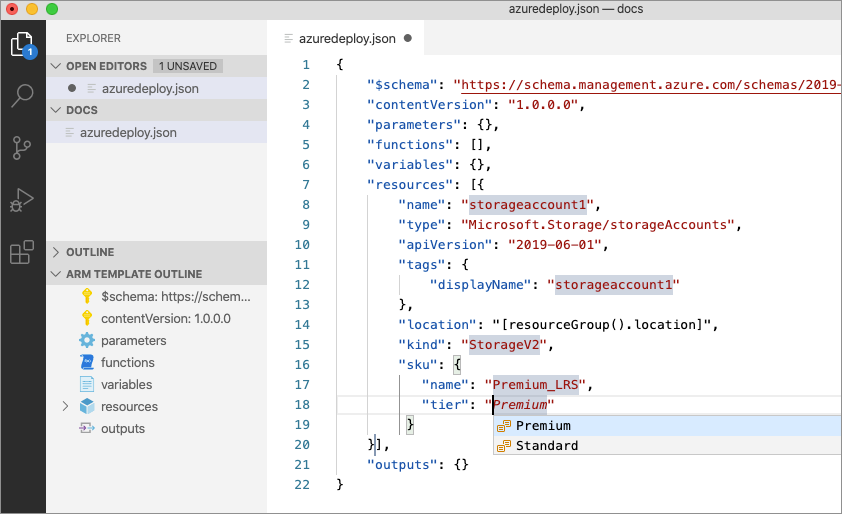 azuredeploy.json — docs
EXPLORER
OPEN EDITORS 1 UNSAVED
azuredeploy.json
DOCS
azuredeploy.json
OUTLINE
ARM TEMPLATE OUTLINE
$schema: https://schem...
contentVersion: 1.0.0.0
parameters
functions
variables
resources
outputs
1
azuredeploy.json
1 {
2 "$schema": "https://schema.management.azure.com/schemas/2019-
3 "contentVersion": "1.0.0.0",
4 "parameters": {},
5 "functions": [],
6 "variables": {},
7 "resources": [{
8 "name": "storageaccount1",
9 "type": "Microsoft.Storage/storageAccounts",
10 "apiVersion": "2019-06-01",
11 "tags": {
12 "displayName": "storageaccount1"
13 },
14 "location": "[resourceGroup().location]",
15 "kind": "StorageV2",
16 "sku": {
17 "name": "Premium_LRS",
18 "tier": "Premium"
19 }
20 }],
21 "outputs": {}
22 }
Premium
Standard